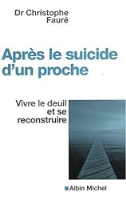 Dr Christophe
Fauré
Après le suicide
d'un proche
Vivre le deuil et se
reconstruire
Albin Michel